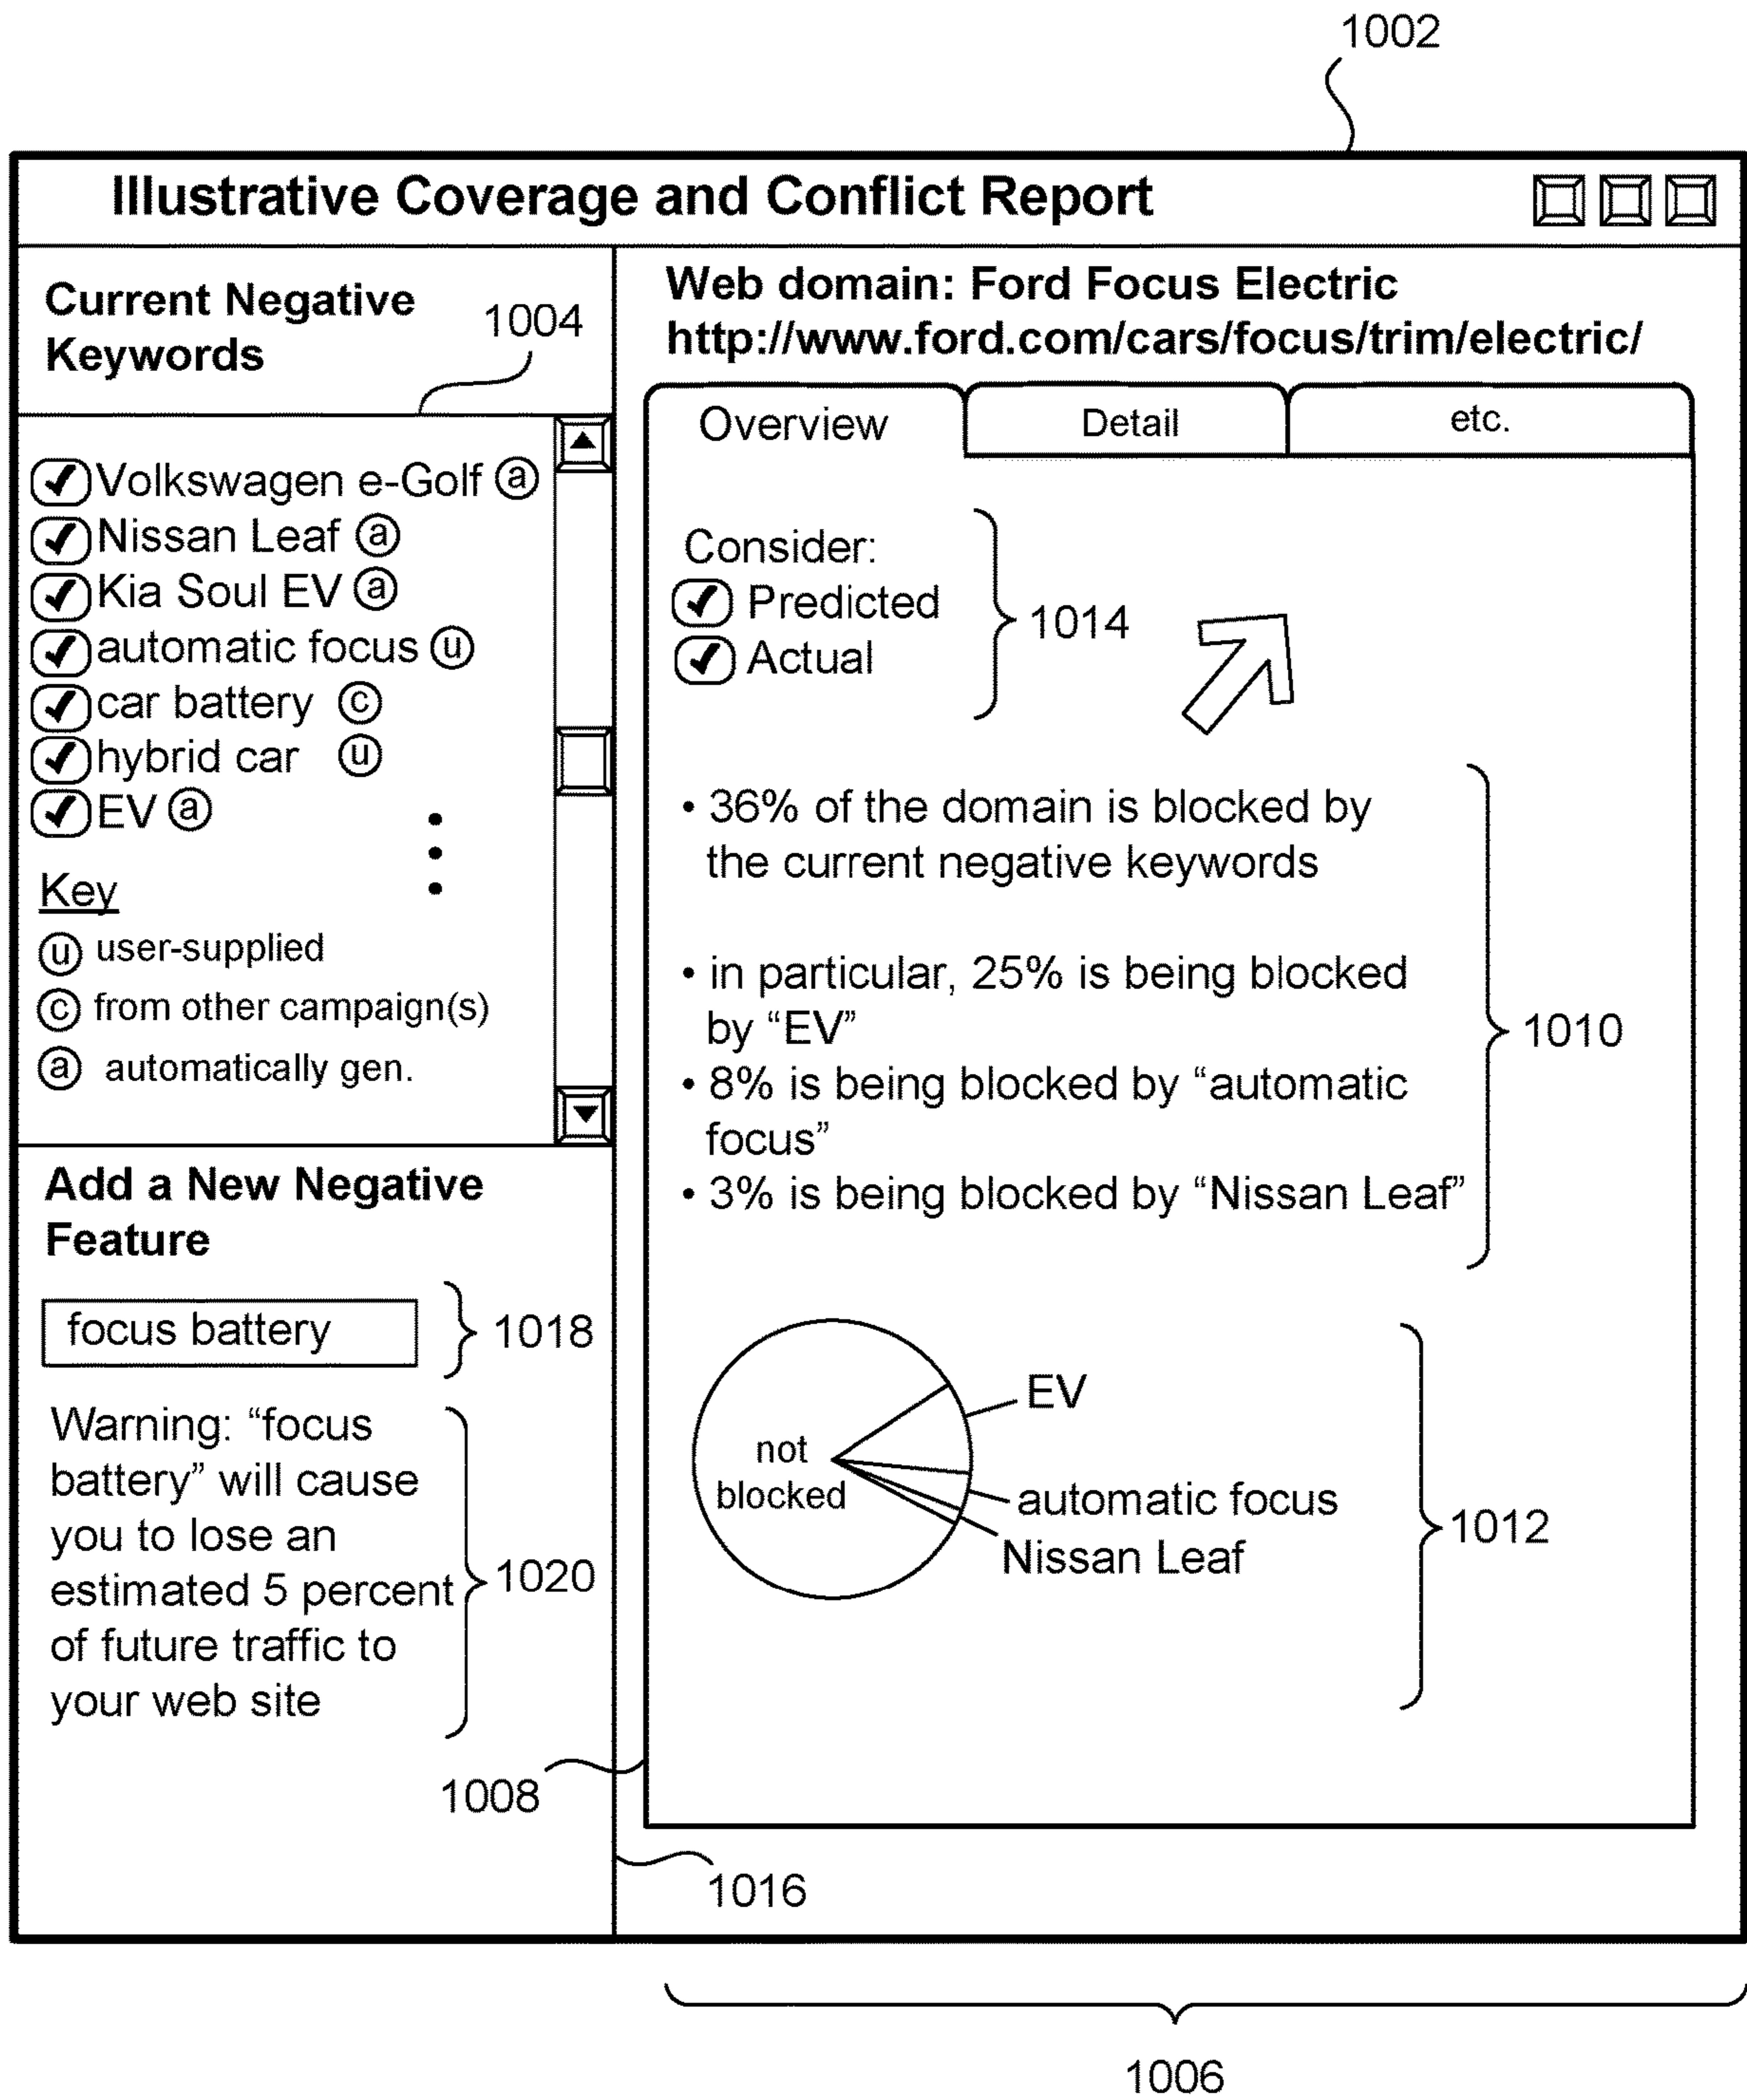 1002
Illustrative Coverage and Conflict Report
Current Negative
Keywords
1004
Volkswagen e-Golf a
Nissan Leaf a
Kia Soul EV a
automatic focus u
car battery c
hybrid car u
EV a
Key
u user-supplied
c from other campaign(s)
a automatically gen.
Add a New Negative
Feature
focus battery
1018
Warning: “focus
battery” will cause
you to lose an
estimated 5 percent
of future traffic to
your web site
1020
1008
1016
Web domain: Ford Focus Electric
http://www.ford.com/cars/focus/trim/electric/
Overview Detail etc.
Consider:
Predicted
Actual
1014
• 36% of the domain is blocked by
the current negative keywords
• in particular, 25% is being blocked
by “EV”
• 8% is being blocked by “automatic
focus”
• 3% is being blocked by “Nissan Leaf”
1010
not
blocked
EV
automatic focus
Nissan Leaf
1012
1006